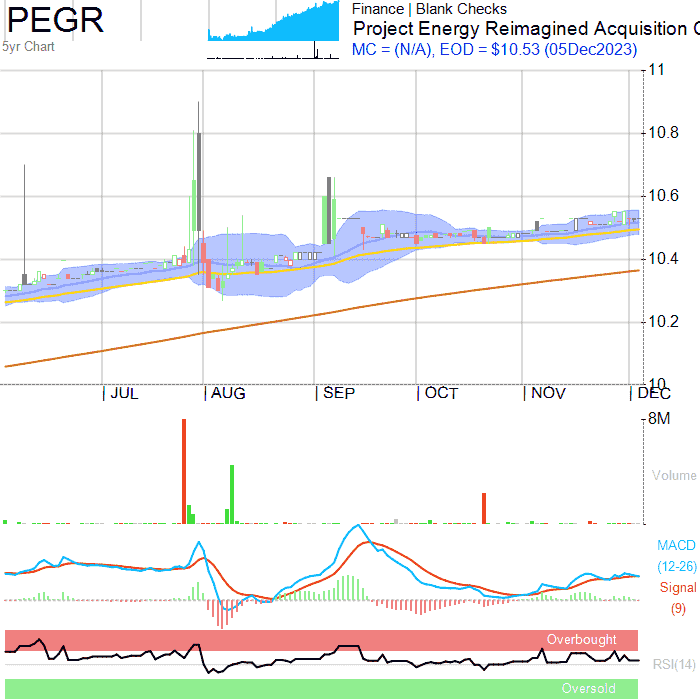 PEGR
5yr Chart
Finance | Blank Checks
Project Energy Reimagined Acquisition C
MC = (N/A), EOD = $10.53 (05Dec2023)
11
10.8
10.6
10.4
10.2
10
JUL AUG SEP OCT NOV DEC
8M
Volume
MACD
(12-26)
Signal
(9)
Overbought
RSI(14)
Oversold